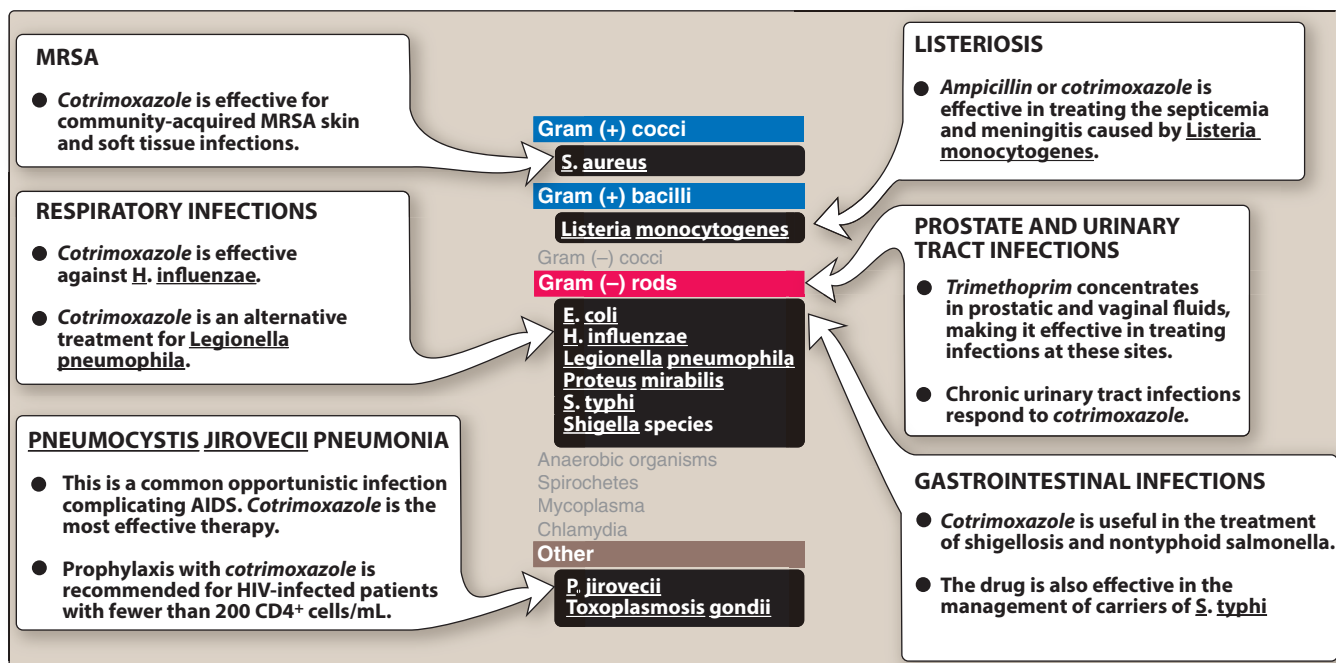 MRSA
● Cotrimoxazole is effective for
community-acquired MRSA skin
and soft tissue infections.
RESPIRATORY INFECTIONS
● Cotrimoxazole is effective
against H. influenzae.
● Cotrimoxazole is an alternative
treatment for Legionella
pneumophila.
PNEUMOCYSTIS JIROVECII PNEUMONIA
● This is a common opportunistic infection
complicating AIDS. Cotrimoxazole is the
most effective therapy.
● Prophylaxis with cotrimoxazole is
recommended for HIV-infected patients
with fewer than 200 CD4⁺ cells/mL.
Gram (+) cocci
S. aureus
Gram (+) bacilli
Listeria monocytogenes
Gram (–) cocci
Gram (–) rods
E. coli
H. influenzae
Legionella pneumophila
Proteus mirabilis
S. typhi
Shigella species
Anaerobic organisms
Spirochetes
Mycoplasma
Chlamydia
Other
P. jirovecii
Toxoplasmosis gondii
LISTERIOSIS
● Ampicillin or cotrimoxazole is
effective in treating the septicemia
and meningitis caused by Listeria
monocytogenes.
PROSTATE AND URINARY
TRACT INFECTIONS
● Trimethoprim concentrates
in prostatic and vaginal fluids,
making it effective in treating
infections at these sites.
● Chronic urinary tract infections
respond to cotrimoxazole.
GASTROINTESTINAL INFECTIONS
● Cotrimoxazole is useful in the treatment
of shigellosis and nontyphoid salmonella.
● The drug is also effective in the
management of carriers of S. typhi